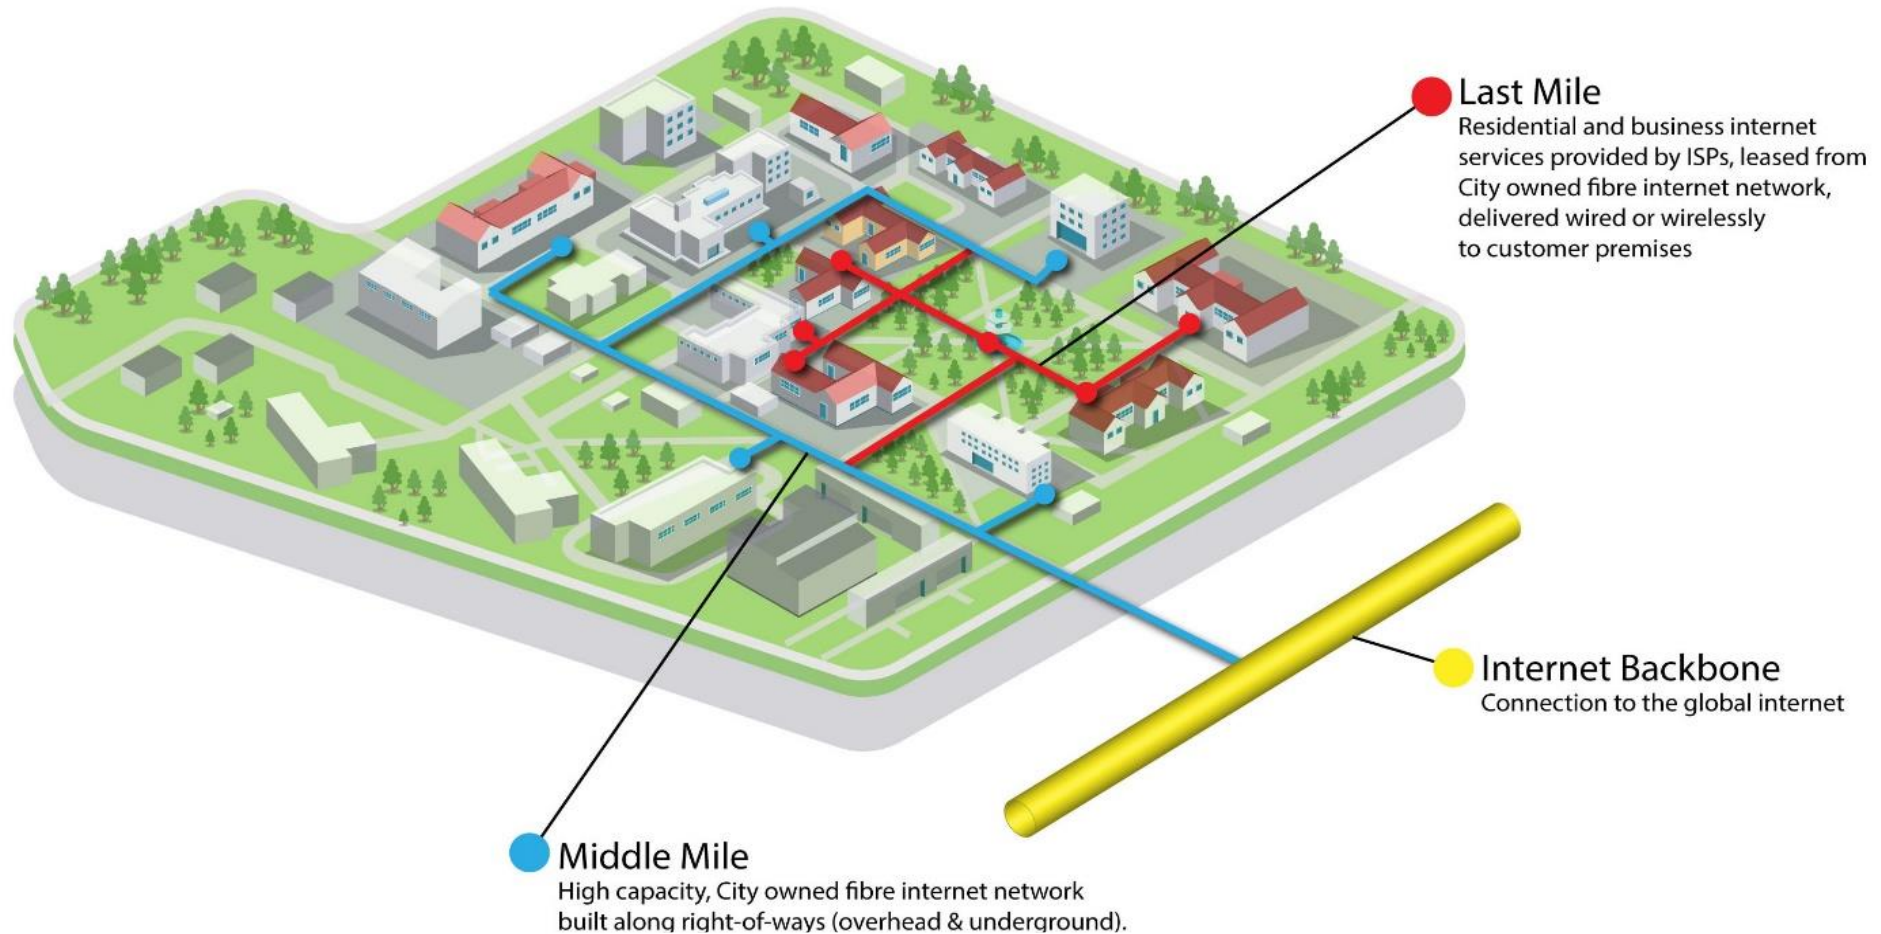 Last Mile
Residential and business internet
services provided by ISPs, leased from
City owned fibre internet network,
delivered wired or wirelessly
to customer premises
Internet Backbone
Connection to the global internet
Middle Mile
High capacity, City owned fibre internet network
built along right-of-ways (overhead & underground).